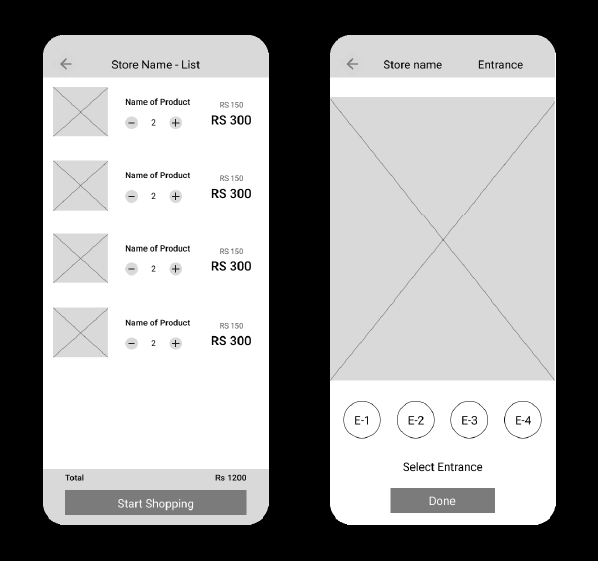 Store Name - List
Name of Product
RS 150
− 2 +
RS 300
Name of Product
RS 150
− 2 +
RS 300
Name of Product
RS 150
− 2 +
RS 300
Name of Product
RS 150
− 2 +
RS 300
Total Rs 1200
Start Shopping
Store name Entrance
E-1 E-2 E-3 E-4
Select Entrance
Done